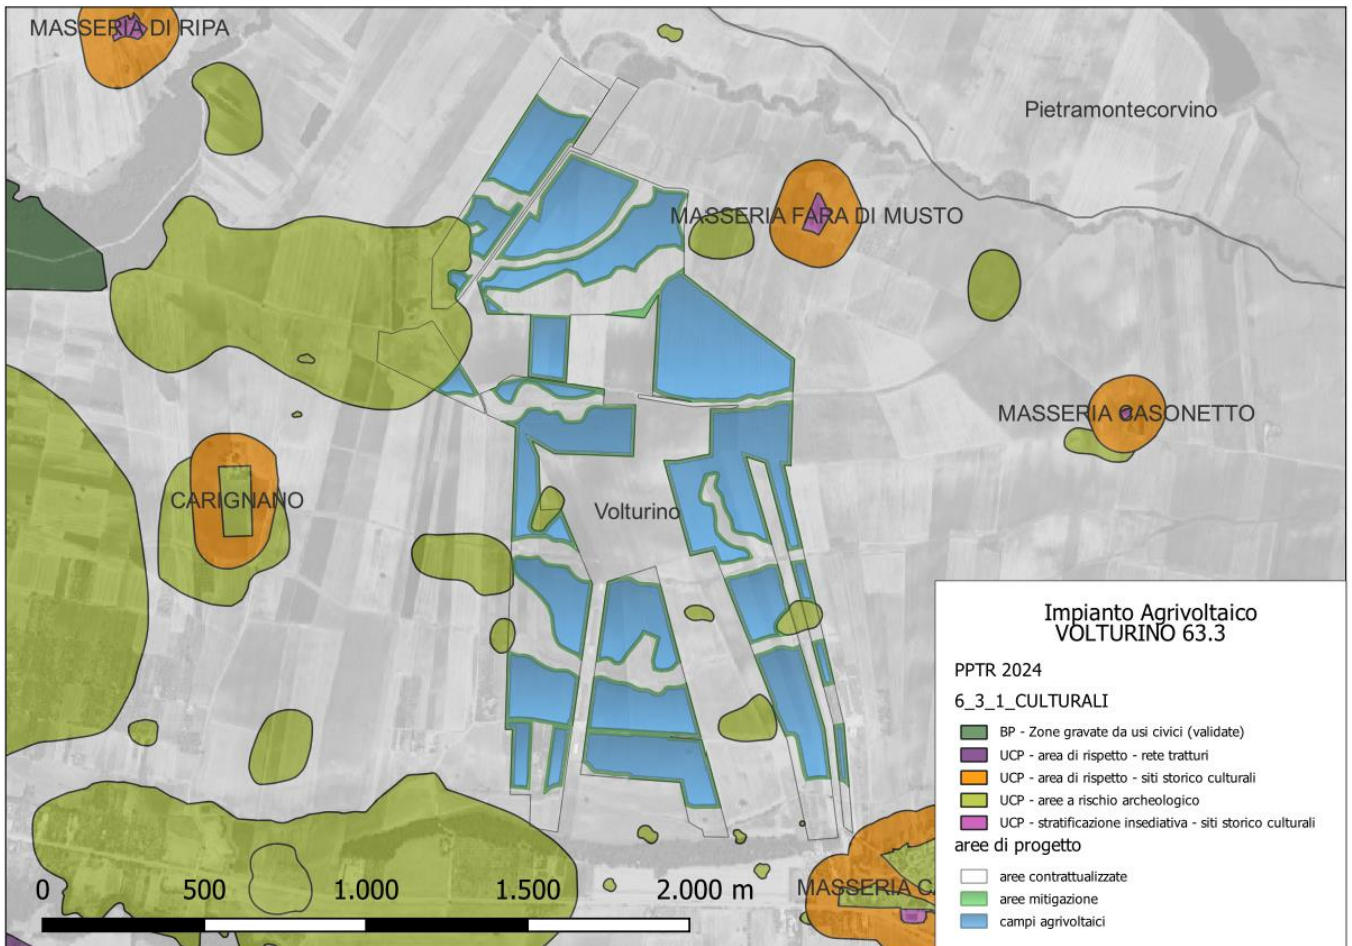 MASSERIA DI RIPA
Pietramontecorvino
MASSERIA FARA DI MUSTO
MASSERIA CASONETTO
CARIGNANO
Volturino
Impianto Agrivoltaico
VOLTURINO 63.3
PPTR 2024
6_3_1_CULTURALI
BP - Zone gravate da usi civici (validate)
UCP - area di rispetto - rete tratturi
UCP - area di rispetto - siti storico culturali
UCP - aree a rischio archeologico
UCP - stratificazione insediativa - siti storico culturali
aree di progetto
aree contrattualizzate
aree mitigazione
campi agrivoltaici
MASSERIA
0 500 1.000 1.500 2.000 m